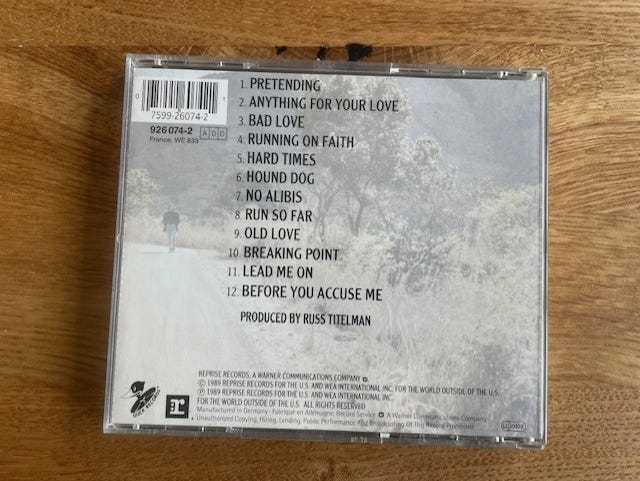 0 7599-26074-2 1
926 074-2 ADD
France: WE 833
1. PRETENDING
2. ANYTHING FOR YOUR LOVE
3. BAD LOVE
4. RUNNING ON FAITH
5. HARD TIMES
6. HOUND DOG
7. NO ALIBIS
8. RUN SO FAR
9. OLD LOVE
10. BREAKING POINT
11. LEAD ME ON
12. BEFORE YOU ACCUSE ME
PRODUCED BY RUSS TITELMAN
REPRISE RECORDS, A WARNER COMMUNICATIONS COMPANY
© 1989 REPRISE RECORDS FOR THE U.S. AND WEA INTERNATIONAL INC. FOR THE WORLD OUTSIDE OF THE U.S.
℗ 1989 REPRISE RECORDS FOR THE U.S. AND WEA INTERNATIONAL INC.
FOR THE WORLD OUTSIDE OF THE U.S. ALL RIGHTS RESERVED
Manufactured in Germany · Fabriqué en Allemagne, Record Service A Warner Communications Company
Unauthorized Copying, Hiring, Lending, Public Performance And Broadcasting Of This Record Prohibited
DUCK RECORDS
r
LC